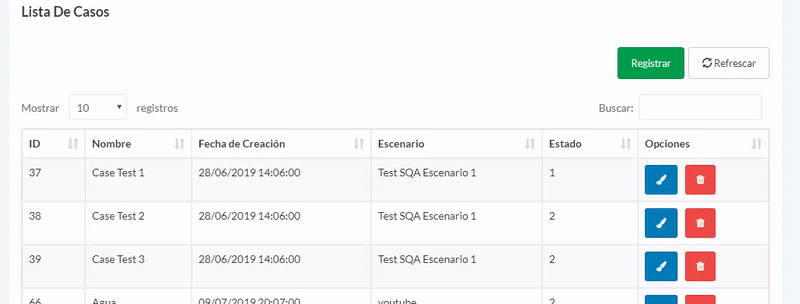 Lista De Casos
Registrar Refrescar
Mostrar 10 registros Buscar:
ID Nombre Fecha de Creación Escenario Estado Opciones
37 Case Test 1 28/06/2019 14:06:00 Test SQA Escenario 1 1
38 Case Test 2 28/06/2019 14:06:00 Test SQA Escenario 1 2
39 Case Test 3 28/06/2019 14:06:00 Test SQA Escenario 1 2
66 Agua 09/07/2019 20:07:00 youtube 2